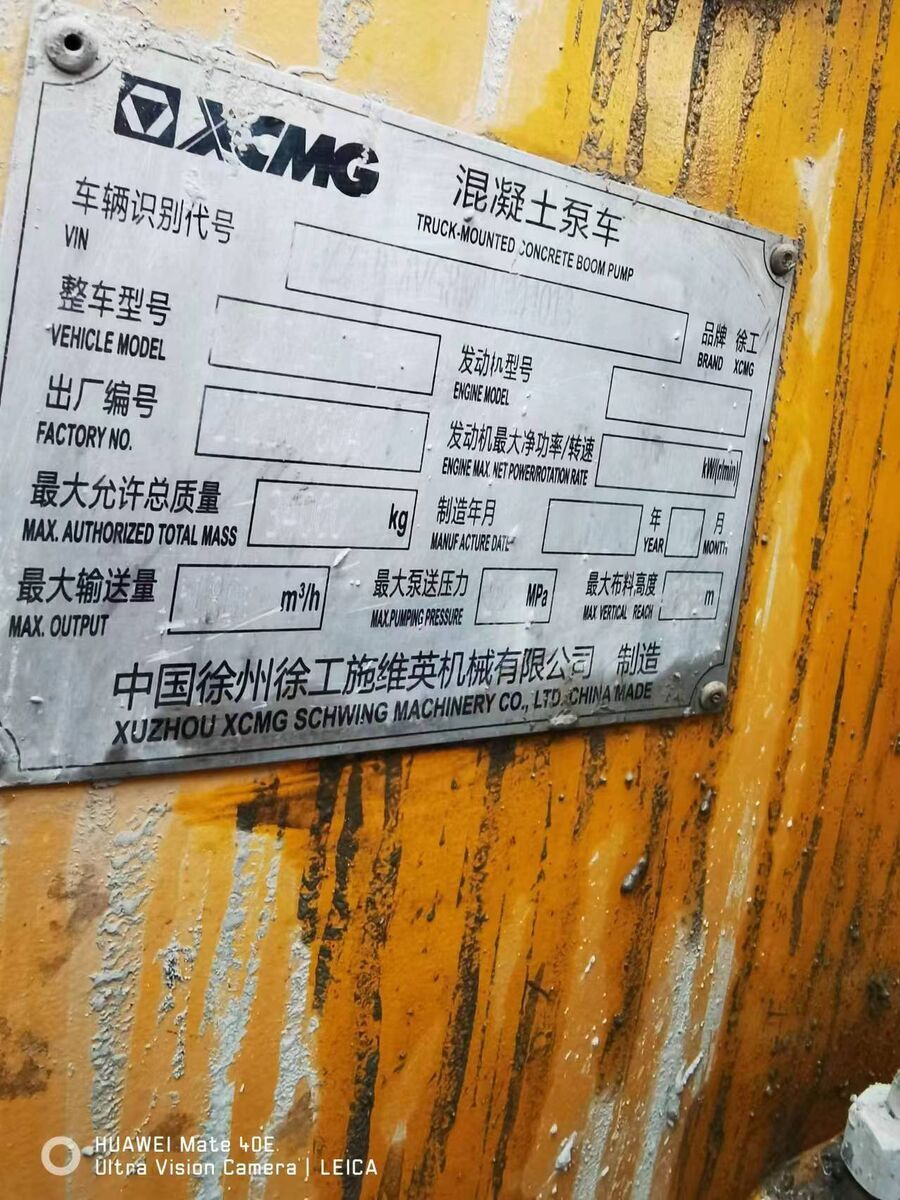 XCMG
混凝土泵车
TRUCK-MOUNTED CONCRETE BOOM PUMP
车辆识别代号
VIN
品牌 徐工
BRAND XCMG
整车型号
VEHICLE MODEL
发动机型号
ENGINE MODEL
出厂编号
FACTORY NO.
发动机最大净功率/转速
ENGINE MAX. NET POWER/ROTATION RATE
kW/(r/min)
最大允许总质量
MAX. AUTHORIZED TOTAL MASS
kg
制造年月
MANUFACTURE DATE
年
YEAR
月
MONTH
最大输送量
MAX. OUTPUT
m³/h
最大泵送压力
MAX.PUMPING PRESSURE
MPa
最大布料高度
MAX VERTICAL REACH
m
中国徐州徐工施维英机械有限公司 制造
XUZHOU XCMG SCHWING MACHINERY CO., LTD.CHINA MADE
HUAWEI Mate 40E
Ultra Vision Camera | LEICA